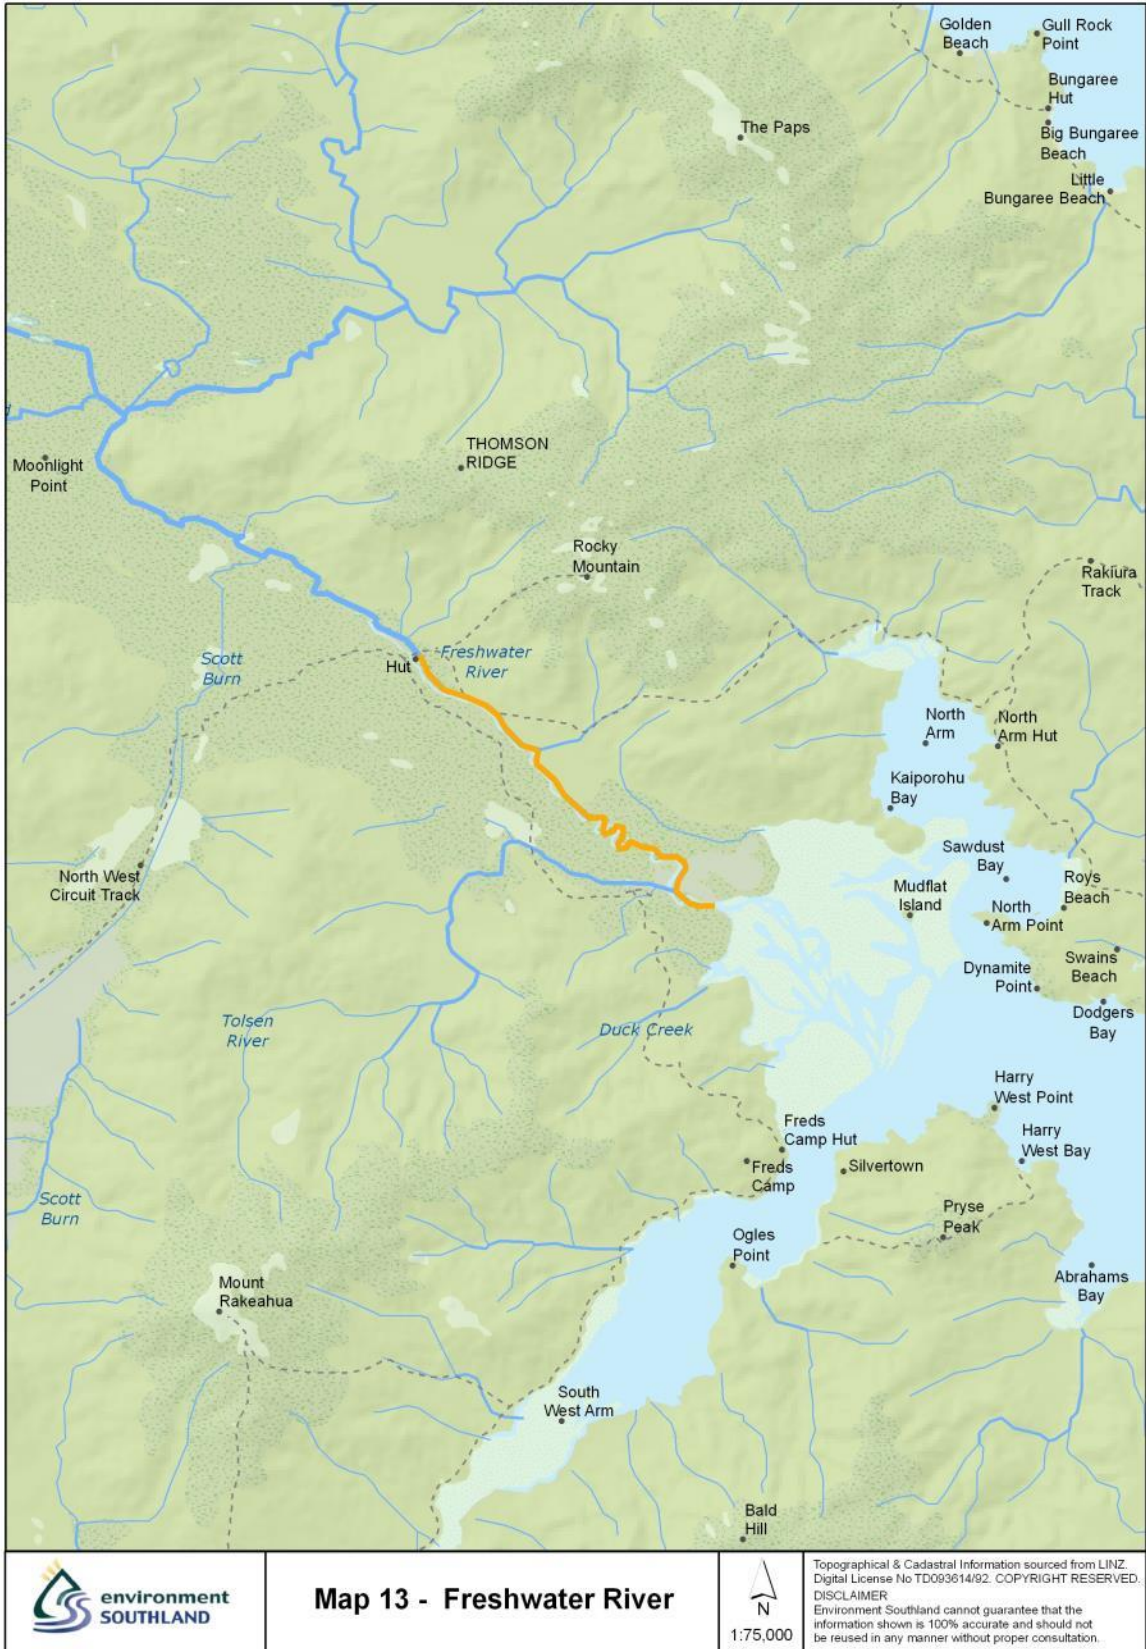 Golden
Beach
Gull Rock
Point
Bungaree
Hut
The Paps
Big Bungaree
Beach
Little
Bungaree Beach
THOMSON
RIDGE
Moonlight
Point
Rocky
Mountain
Rakiura
Track
Scott
Burn
Hut
Freshwater
River
North
Arm
North
Arm Hut
Kaiporohu
Bay
Sawdust
Bay
North West
Circuit Track
Mudflat
Island
Roys
Beach
North
Arm Point
Swains
Beach
Dynamite
Point
Dodgers
Bay
Tolsen
River
Duck Creek
Harry
West Point
Freds
Camp Hut
Harry
West Bay
Freds
Camp
Silvertown
Scott
Burn
Pryse
Peak
Ogles
Point
Mount
Rakeahua
Abrahams
Bay
South
West Arm
Bald
Hill
environment
SOUTHLAND
Map 13 - Freshwater River
N
1:75,000
Topographical & Cadastral Information sourced from LINZ.
Digital License No TD093614/92. COPYRIGHT RESERVED.
DISCLAIMER
Environment Southland cannot guarantee that the
information shown is 100% accurate and should not
be reused in any manner without proper consultation.